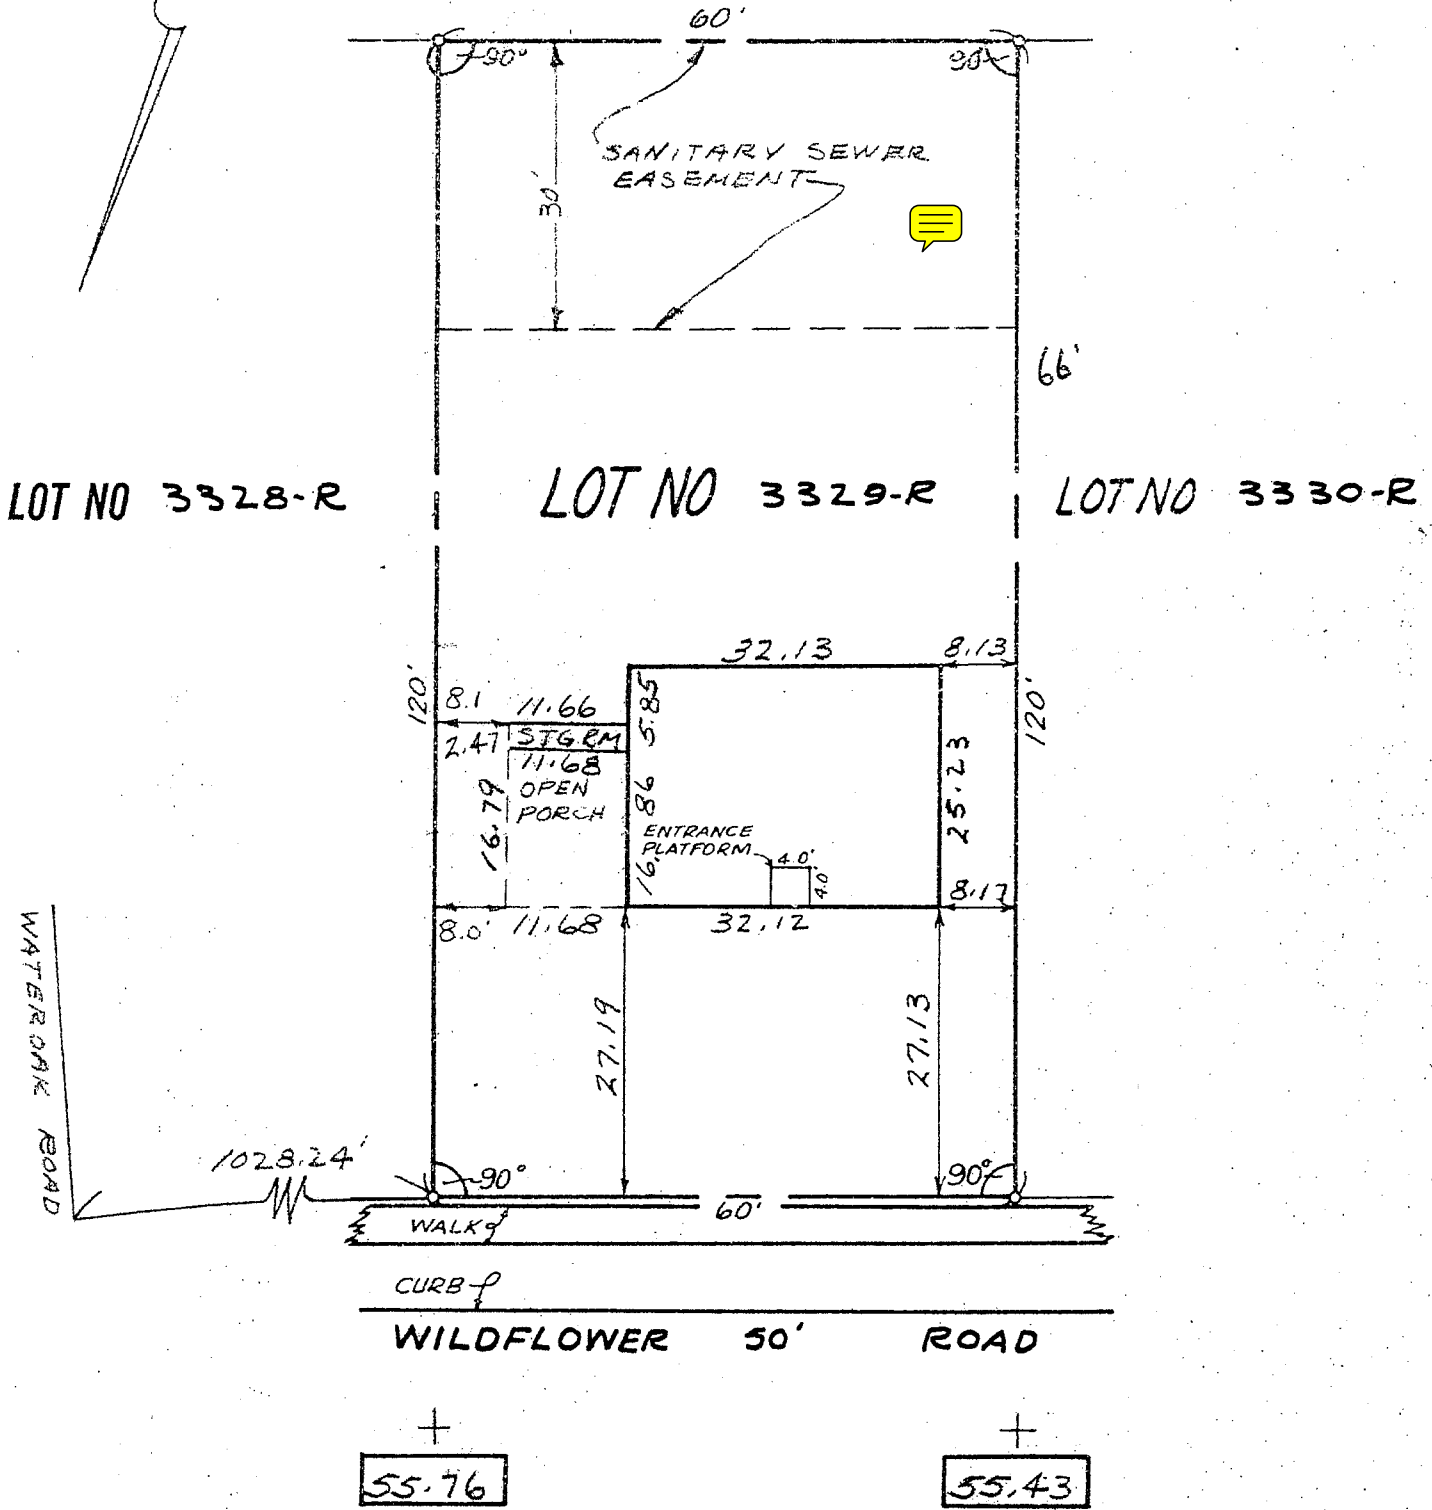 60'
90°
90
SANITARY SEWER
EASEMENT
30'
66'
LOT NO 3328-R
LOT NO 3329-R
LOT NO 3330-R
32.13
8.13
120'
8.1
11.66
5.85
120'
2.47
STG. RM
11.68
OPEN
PORCH
16.79
16.86
25.23
ENTRANCE
PLATFORM
4.0'
4.0'
8.17
8.0'
11.68
32.12
WATEROAK ROAD
27.19
27.13
1028.24'
90°
90°
60'
WALK
CURB
WILDFLOWER 50' ROAD
55.76
55.43